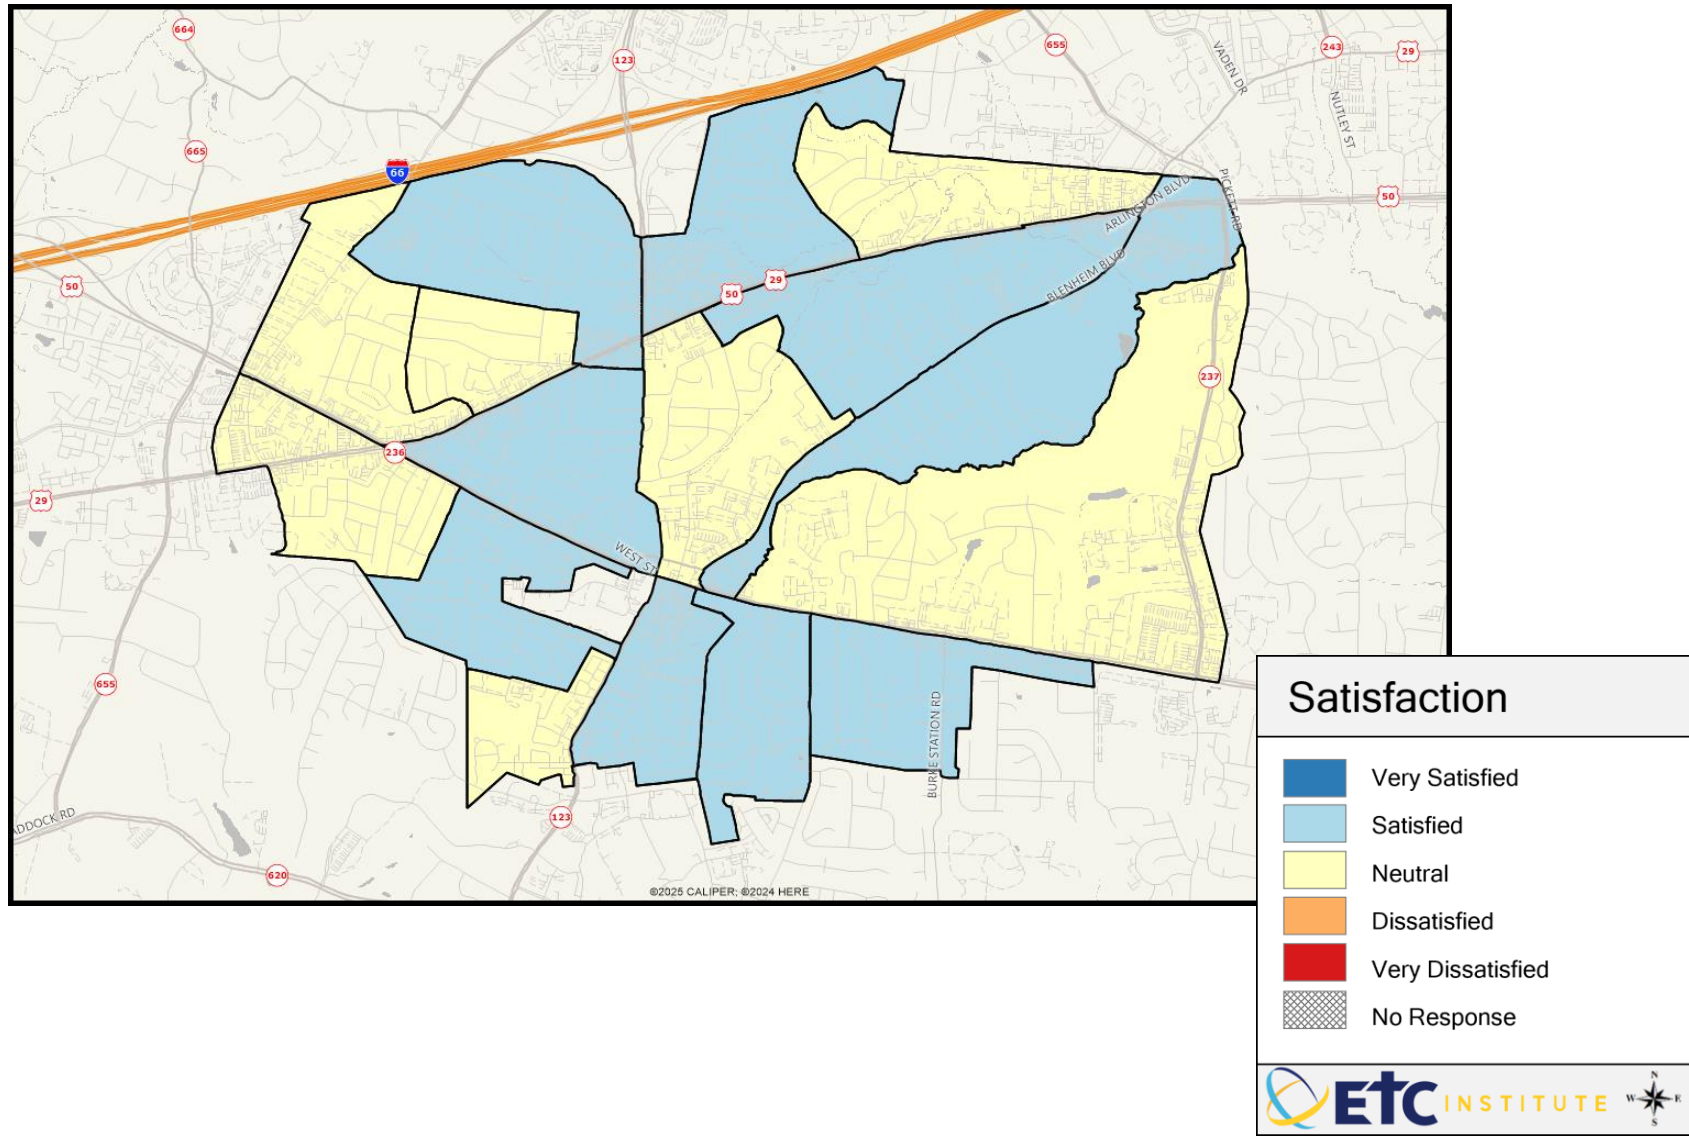 664
123
655
243
29
VADEN DR
NUTLEY ST
665
66
PICKETT RD
50
ARLINGTON BLVD
BLENHEIM BLVD
50
29
50
237
236
29
WEST ST
655
BURKE STATION RD
123
ADDOCK RD
620
©2025 CALIPER; ©2024 HERE
Satisfaction
Very Satisfied
Satisfied
Neutral
Dissatisfied
Very Dissatisfied
No Response
ETC INSTITUTE
N
W E
S